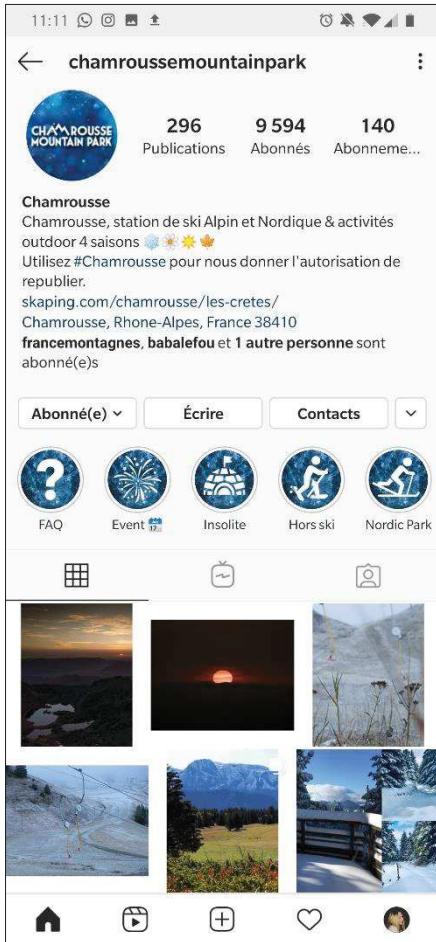 11:11
chamroussemountainpark
CHAMROUSSE
MOUNTAIN PARK
296
9 594
140
Publications
Abonnés
Abonneme...
Chamrousse
Chamrousse, station de ski Alpin et Nordique & activités
outdoor 4 saisons ❄️🌼☀️🍁
Utilisez #Chamrousse pour nous donner l'autorisation de
republier.
skaping.com/chamrousse/les-cretes/
Chamrousse, Rhone-Alpes, France 38410
francemontagnes, babalefou et 1 autre personne sont
abonné(e)s
Abonné(e)
Écrire
Contacts
?
FAQ
Event 📅
Insolite
Hors ski
Nordic Park